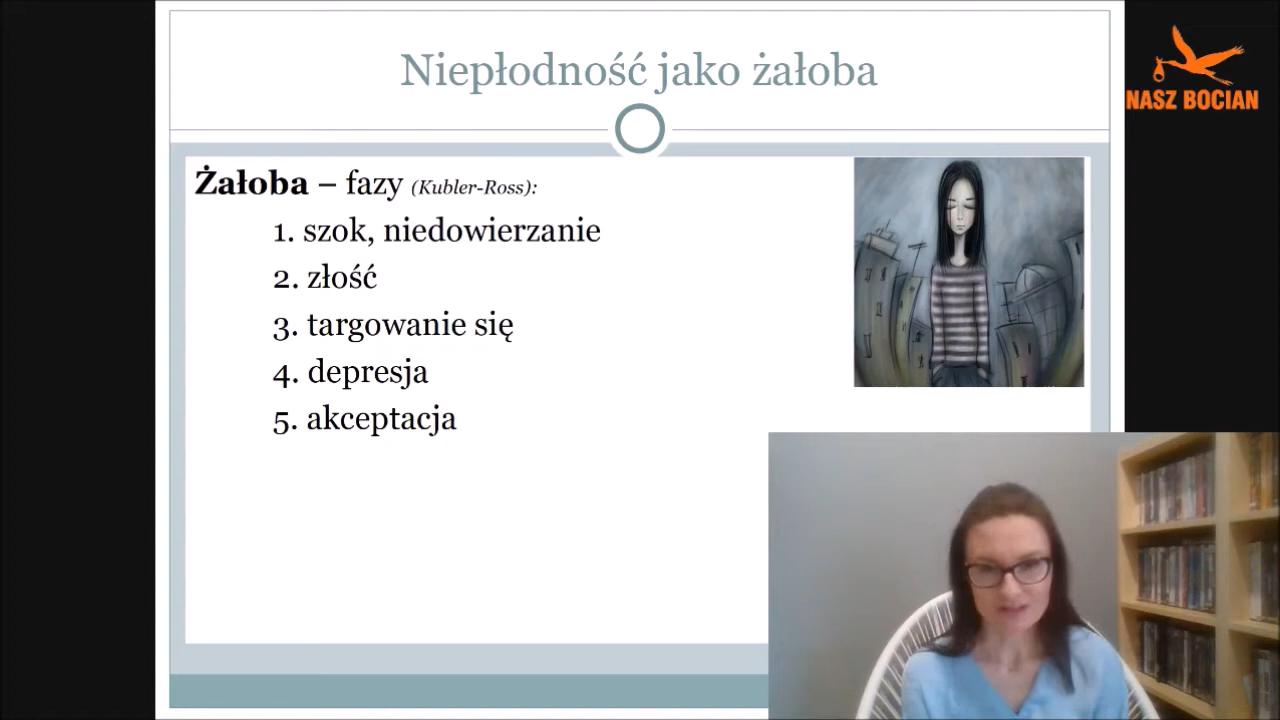 Niepłodność jako żałoba
NASZ BOCIAN
Żałoba – fazy (Kubler-Ross):
1. szok, niedowierzanie
2. złość
3. targowanie się
4. depresja
5. akceptacja